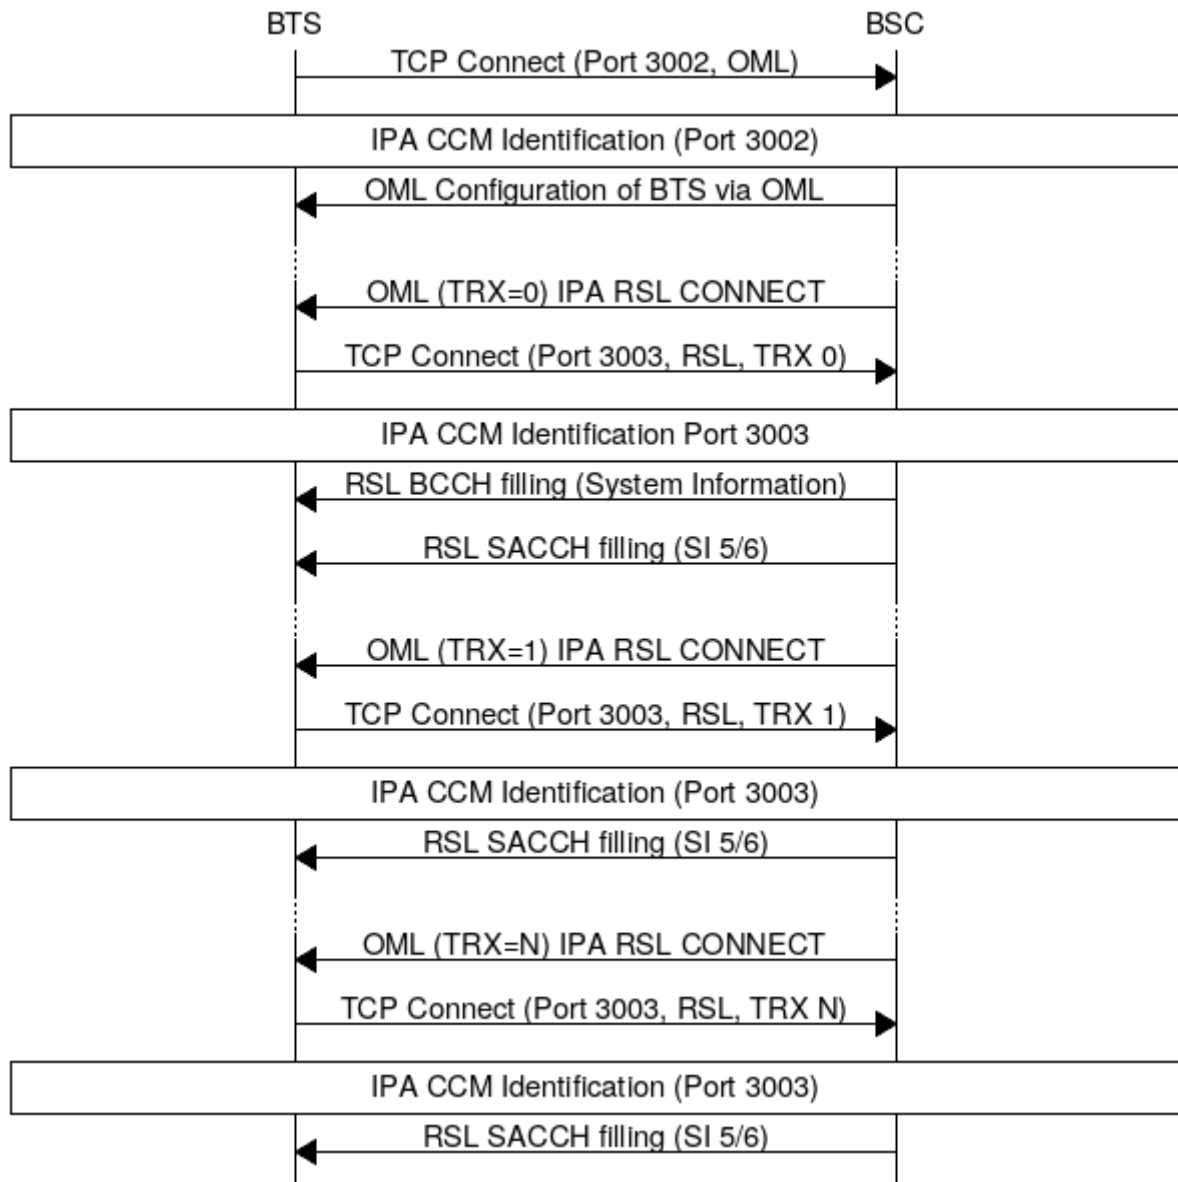 BTS BSC
TCP Connect (Port 3002, OML)
IPA CCM Identification (Port 3002)
OML Configuration of BTS via OML
OML (TRX=0) IPA RSL CONNECT
TCP Connect (Port 3003, RSL, TRX 0)
IPA CCM Identification Port 3003
RSL BCCH filling (System Information)
RSL SACCH filling (SI 5/6)
OML (TRX=1) IPA RSL CONNECT
TCP Connect (Port 3003, RSL, TRX 1)
IPA CCM Identification (Port 3003)
RSL SACCH filling (SI 5/6)
OML (TRX=N) IPA RSL CONNECT
TCP Connect (Port 3003, RSL, TRX N)
IPA CCM Identification (Port 3003)
RSL SACCH filling (SI 5/6)